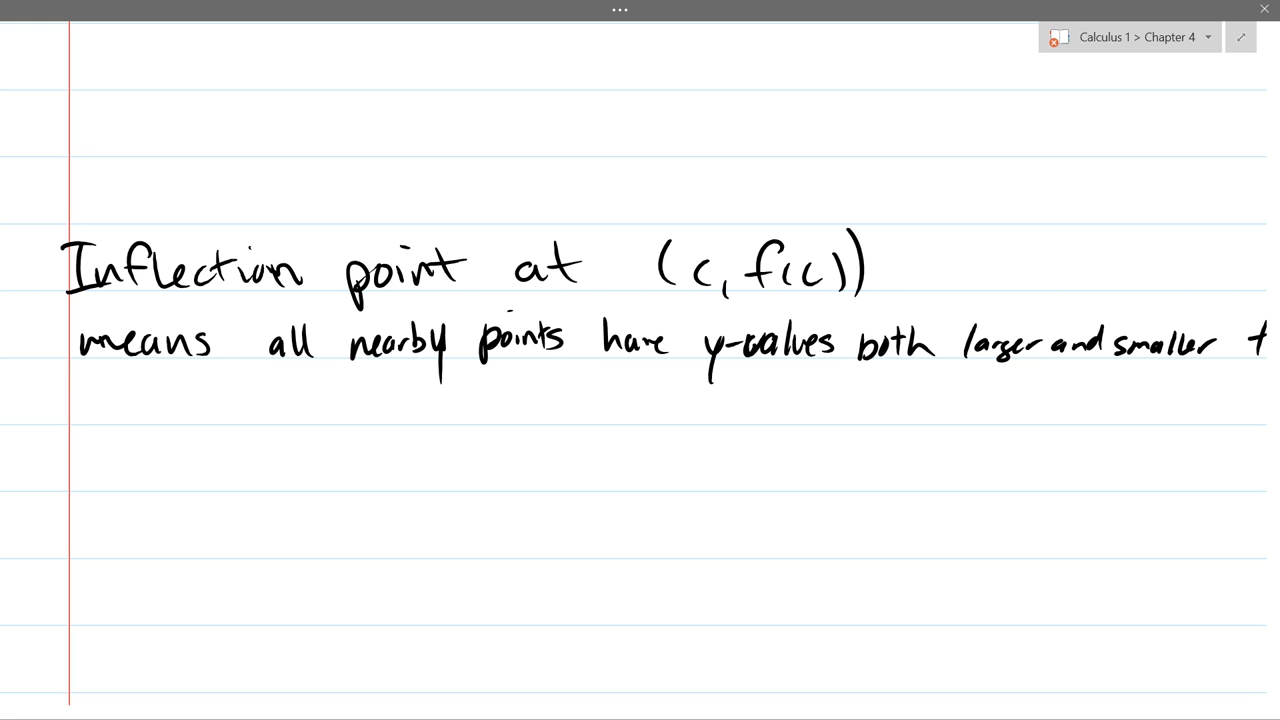 Calculus 1 > Chapter 4
Inflection point at (c, f(c))
means all nearby points have y-values both larger and smaller